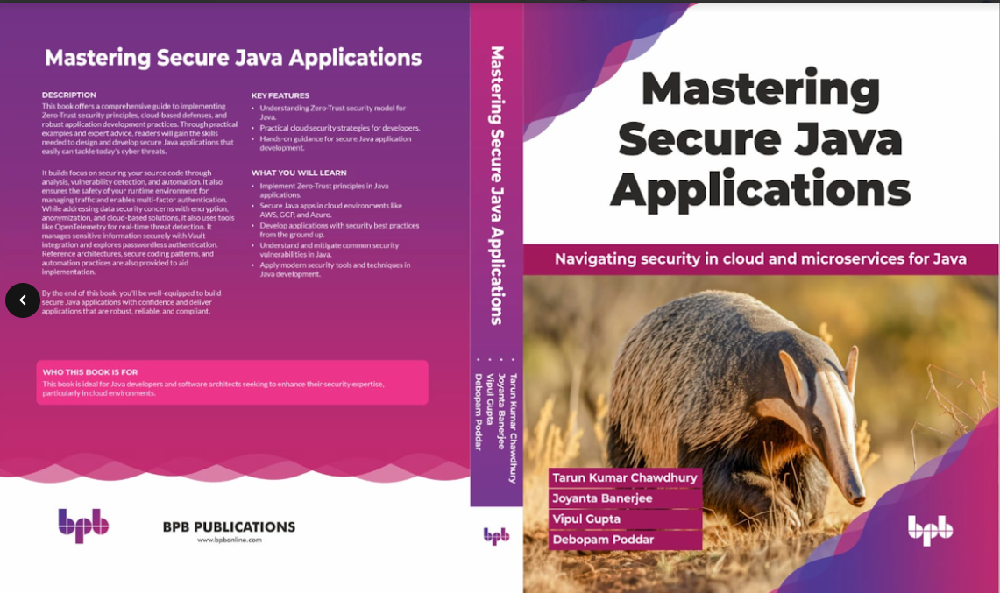 Mastering Secure Java Applications
DESCRIPTION
This book offers a comprehensive guide to implementing
Zero-Trust security principles, cloud-based defenses, and
robust application development practices. Through practical
examples and expert advice, readers will gain the skills
needed to design and develop secure Java applications that
easily can tackle today's cyber threats.
It builds focus on securing your source code through
analysis, vulnerability detection, and automation. It also
ensures the safety of your runtime environment for
managing traffic and enables multi-factor authentication.
While addressing data security concerns with encryption,
anonymization, and cloud-based solutions, it also uses tools
like OpenTelemetry for real-time threat detection. It
manages sensitive information securely with Vault
integration and explores passwordless authentication.
Reference architectures, secure coding patterns, and
automation practices are also provided to aid
implementation.
By the end of this book, you'll be well-equipped to build
secure Java applications with confidence and deliver
applications that are robust, reliable, and compliant.
KEY FEATURES
• Understanding Zero-Trust security model for
Java.
• Practical cloud security strategies for developers.
• Hands-on guidance for secure Java application
development.
WHAT YOU WILL LEARN
• Implement Zero-Trust principles in Java
applications.
• Secure Java apps in cloud environments like
AWS, GCP, and Azure.
• Develop applications with security best practices
from the ground up.
• Understand and mitigate common security
vulnerabilities in Java.
• Apply modern security tools and techniques in
Java development.
WHO THIS BOOK IS FOR
This book is ideal for Java developers and software architects seeking to enhance their security expertise,
particularly in cloud environments.
bpb
BPB PUBLICATIONS
www.bpbonline.com
Mastering Secure Java Applications
• Tarun Kumar Chawdhury
• Joyanta Banerjee
• Vipul Gupta
• Debopam Poddar
bpb
Mastering
Secure Java
Applications
Navigating security in cloud and microservices for Java
Tarun Kumar Chawdhury
Joyanta Banerjee
Vipul Gupta
Debopam Poddar
bpb